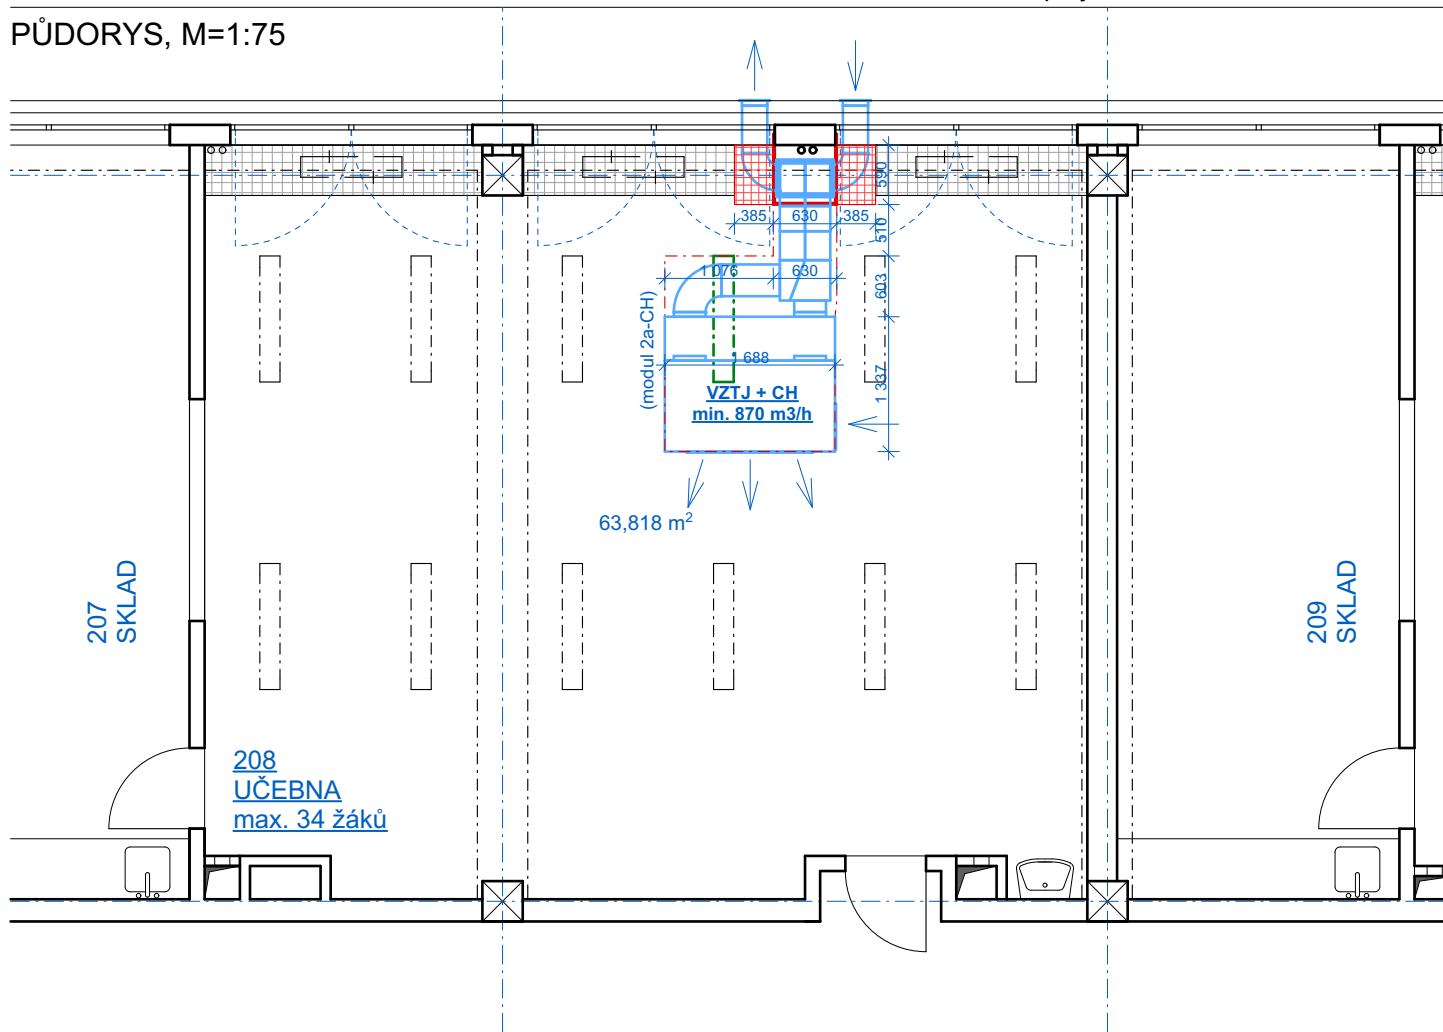 PŮDORYS, M=1:75
590
385
630
385
510
1 076
630
603
(modul 2a-CH)
1 688
1 337
VZTJ + CH
min. 870 m3/h
63,818 m2
207
SKLAD
209
SKLAD
208
UČEBNA
max. 34 žáků